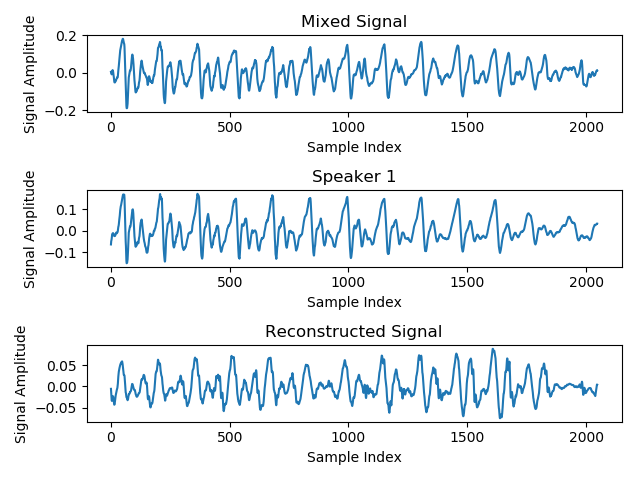 Mixed Signal
Signal Amplitude
0.2
0.0
−0.2
0 500 1000 1500 2000
Sample Index
Speaker 1
Signal Amplitude
0.1
0.0
−0.1
0 500 1000 1500 2000
Sample Index
Reconstructed Signal
Signal Amplitude
0.05
0.00
−0.05
0 500 1000 1500 2000
Sample Index